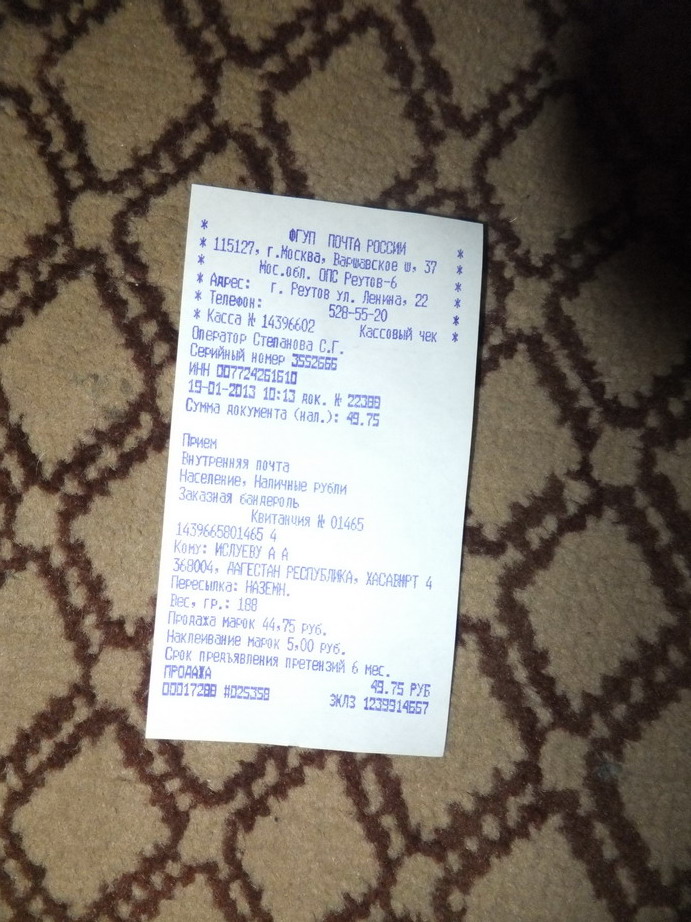 * ФГУП ПОЧТА РОССИИ *
* 115127, г.Москва, Варшавское ш, 37 *
* Мос.обл. ОПС Реутов-6 *
* Адрес: г. Реутов ул. Ленина, 22 *
* Телефон: 528-55-20 *
* Касса № 14396602 Кассовый чек *
Оператор Степанова С.Г.
Серийный номер 3552666
ИНН 007724261610
19-01-2013 10:13 док. № 22389
Сумма документа (нал.): 49.75
Прием
Внутренняя почта
Население, Наличные рубли
Заказная бандероль
Квитанция № 01465
1439665801465 4
Кому: ИСЛУЕВУ А А
368004, ДАГЕСТАН РЕСПУБЛИКА, ХАСАВЮРТ 4
Пересылка: НАЗЕМН.
Вес, гр.: 188
Продажа марок 44,75 руб.
Наклеивание марок 5,00 руб.
Срок предъявления претензий 6 мес.
ПРОДАЖА 49.75 РУБ
00017288 #025358 ЭКЛЗ 1239914667